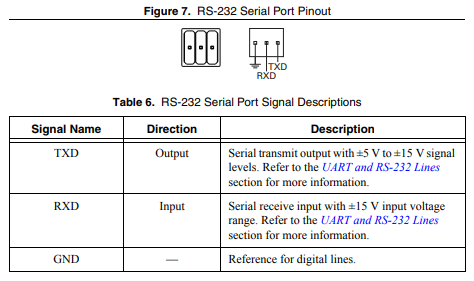 Figure 7. RS-232 Serial Port Pinout
TXD
RXD
Table 6. RS-232 Serial Port Signal Descriptions
Signal Name Direction Description
TXD Output Serial transmit output with ±5 V to ±15 V signal
levels. Refer to the UART and RS-232 Lines
section for more information.
RXD Input Serial receive input with ±15 V input voltage
range. Refer to the UART and RS-232 Lines
section for more information.
GND — Reference for digital lines.